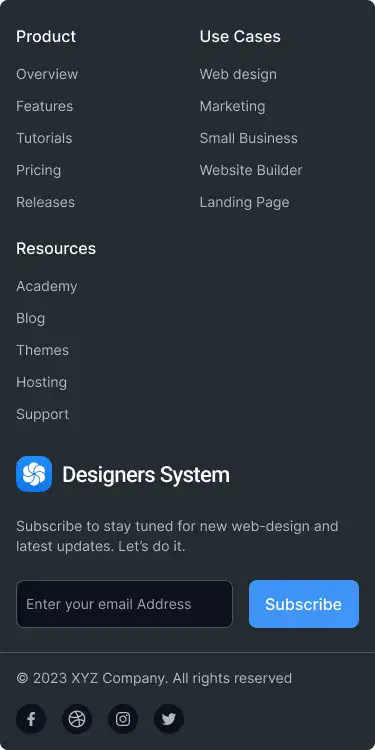 Product
Overview
Features
Tutorials
Pricing
Releases
Use Cases
Web design
Marketing
Small Business
Website Builder
Landing Page
Resources
Academy
Blog
Themes
Hosting
Support
Designers System
Subscribe to stay tuned for new web-design and
latest updates. Let’s do it.
Enter your email Address
Subscribe
© 2023 XYZ Company. All rights reserved